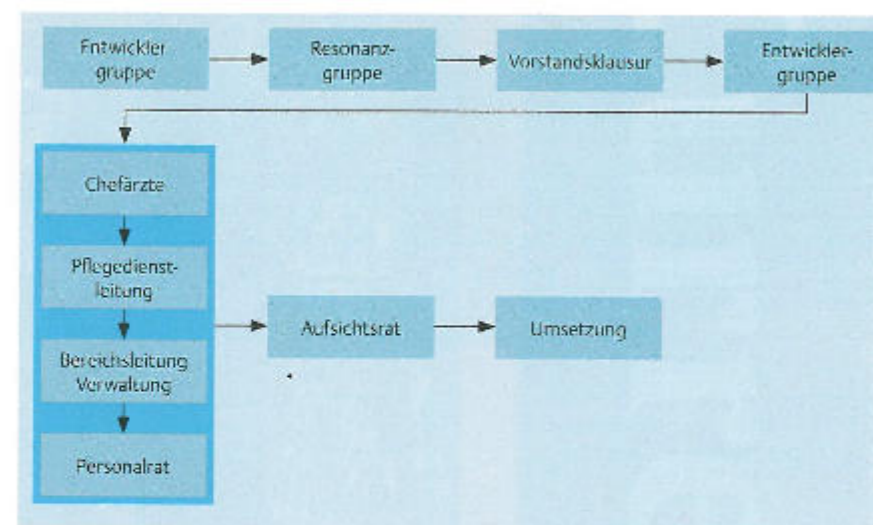 Entwickler
gruppe
Resonanz-
gruppe
Vorstandsklausur
Entwickler-
gruppe
Chefärzte
Pflegedienst-
leitung
Bereichsleitung
Verwaltung
Personalrat
Aufsichtsrat
Umsetzung